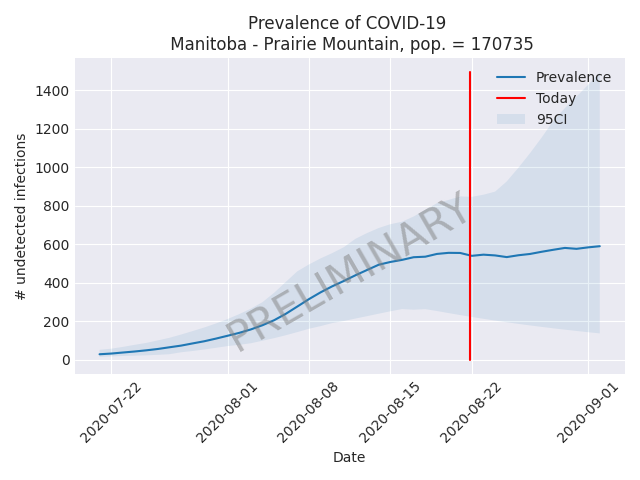 Prevalence of COVID-19
Manitoba - Prairie Mountain, pop. = 170735
Prevalence
Today
95CI
PRELIMINARY
# undetected infections
1400
1200
1000
800
600
400
200
0
2020-07-22
2020-08-01
2020-08-08
2020-08-15
2020-08-22
2020-09-01
Date